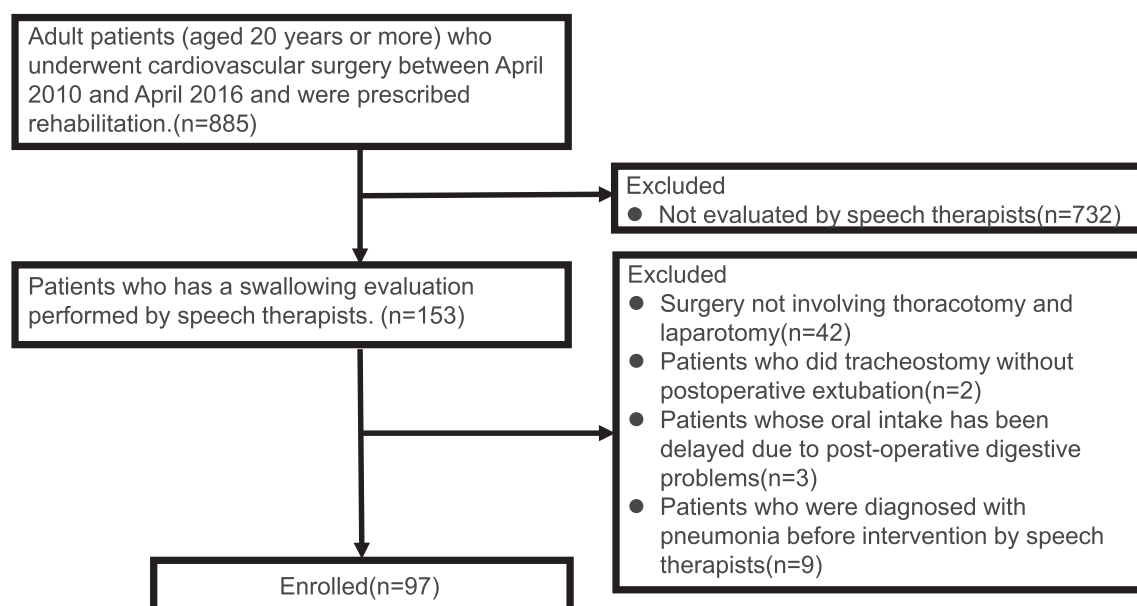 Adult patients (aged 20 years or more) who
underwent cardiovascular surgery between April
2010 and April 2016 and were prescribed
rehabilitation.(n=885)
Excluded
● Not evaluated by speech therapists(n=732)
Patients who has a swallowing evaluation
performed by speech therapists. (n=153)
Excluded
● Surgery not involving thoracotomy and
laparotomy(n=42)
● Patients who did tracheostomy without
postoperative extubation(n=2)
● Patients whose oral intake has been
delayed due to post-operative digestive
problems(n=3)
● Patients who were diagnosed with
pneumonia before intervention by speech
therapists(n=9)
Enrolled(n=97)